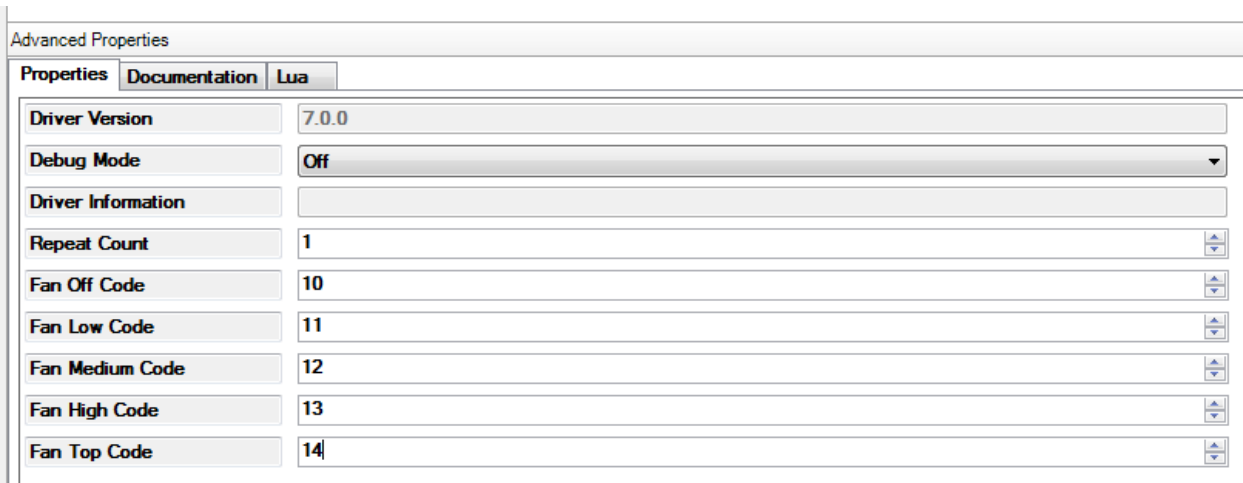 Advanced Properties
Properties Documentation Lua
Driver Version 7.0.0
Debug Mode Off
Driver Information
Repeat Count 1
Fan Off Code 10
Fan Low Code 11
Fan Medium Code 12
Fan High Code 13
Fan Top Code 14